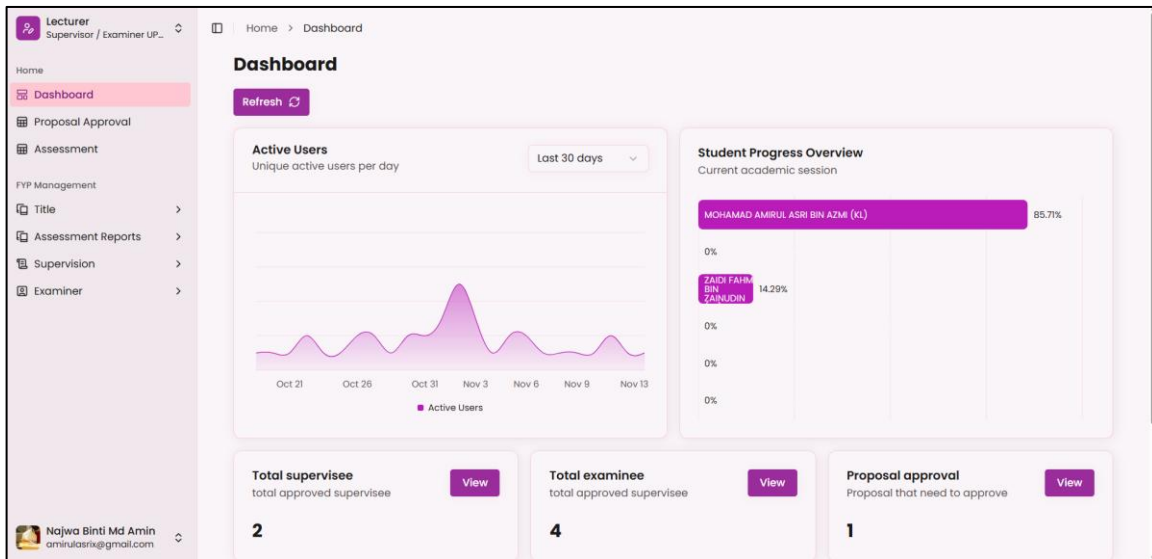 Lecturer
Supervisor / Examiner UP...
Home
Dashboard
Proposal Approval
Assessment
FYP Management
Title
Assessment Reports
Supervision
Examiner
Najwa Binti Md Amin
amirulasrix@gmail.com
Home > Dashboard
Dashboard
Refresh
Active Users
Unique active users per day
Last 30 days
Oct 21 Oct 26 Oct 31 Nov 3 Nov 6 Nov 9 Nov 13
Active Users
Student Progress Overview
Current academic session
MOHAMAD AMIRUL ASRI BIN AZMI (KL) 85.71%
0%
ZAIDI FAHM
BIN 14.29%
ZAINUDIN
0%
0%
0%
Total supervisee
total approved supervisee
View
2
Total examinee
total approved supervisee
View
4
Proposal approval
Proposal that need to approve
View
1